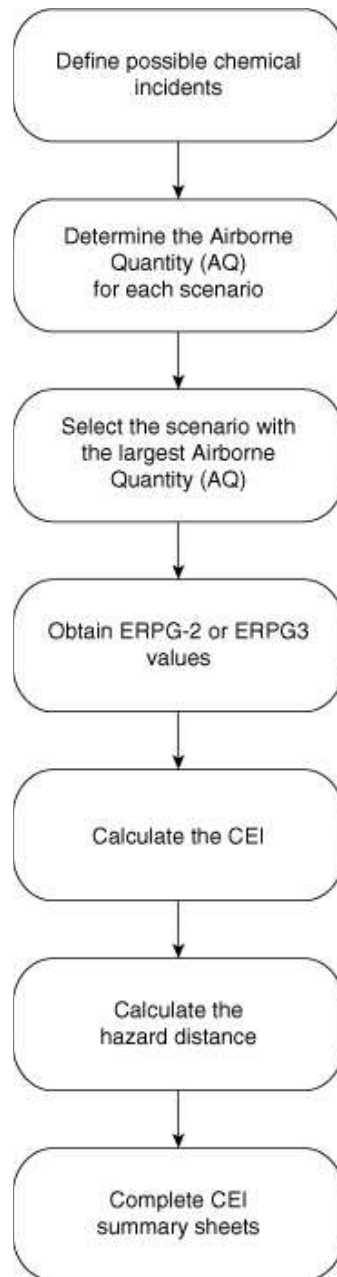 Define possible chemical
incidents
Determine the Airborne
Quantity (AQ)
for each scenario
Select the scenario with
the largest Airborne
Quantity (AQ)
Obtain ERPG-2 or ERPG3
values
Calculate the CEI
Calculate the
hazard distance
Complete CEI
summary sheets